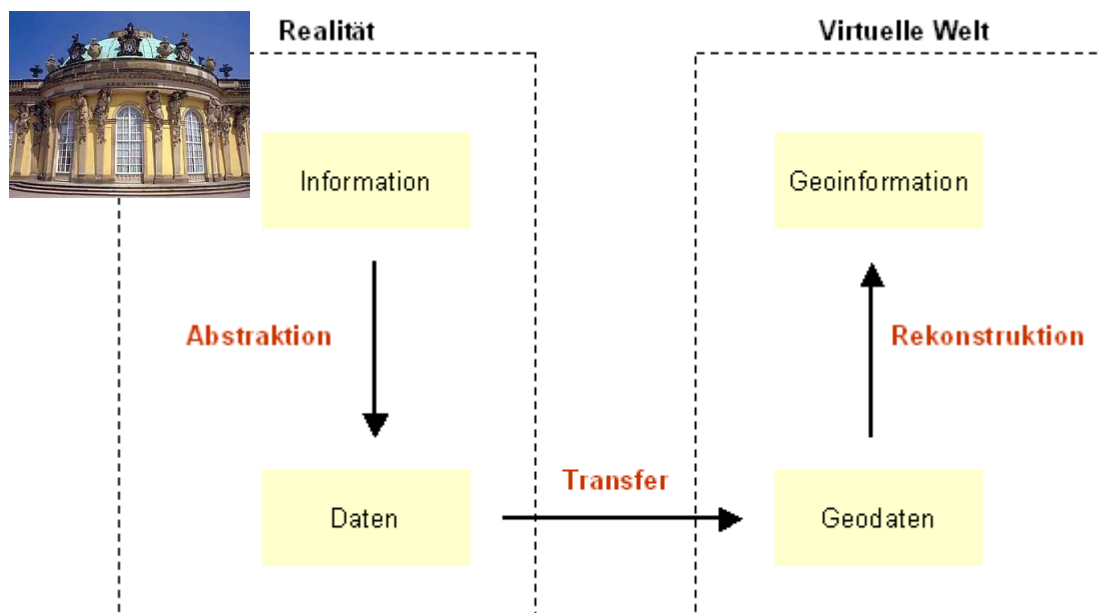 Realität
Virtuelle Welt
Information
Geoinformation
Abstraktion
Rekonstruktion
Transfer
Daten
Geodaten